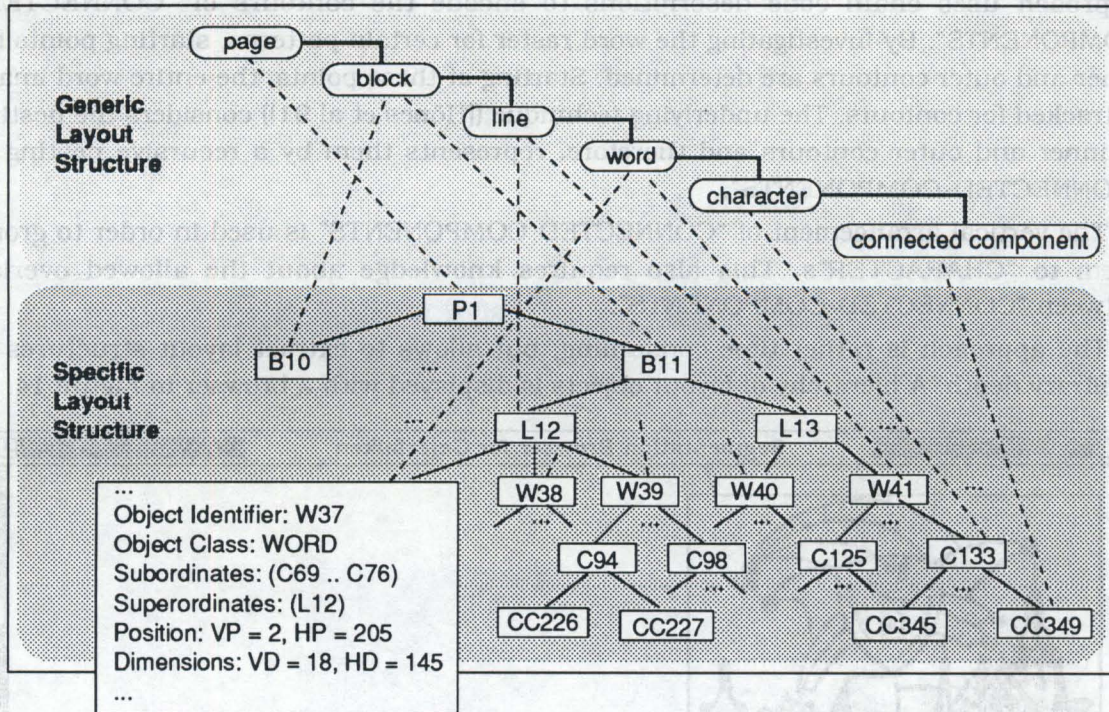 page
block
Generic
Layout
Structure
line
word
character
connected component
P1
B10 ... B11
Specific
Layout
Structure
... L12 L13 ...
W38 W39 W40 W41 ...
... ... ... ...
C94 C98 C125 C133
... ...
CC226 CC227 CC345 CC349
...
Object Identifier: W37
Object Class: WORD
Subordinates: (C69 .. C76)
Superordinates: (L12)
Position: VP = 2, HP = 205
Dimensions: VD = 18, HD = 145
...